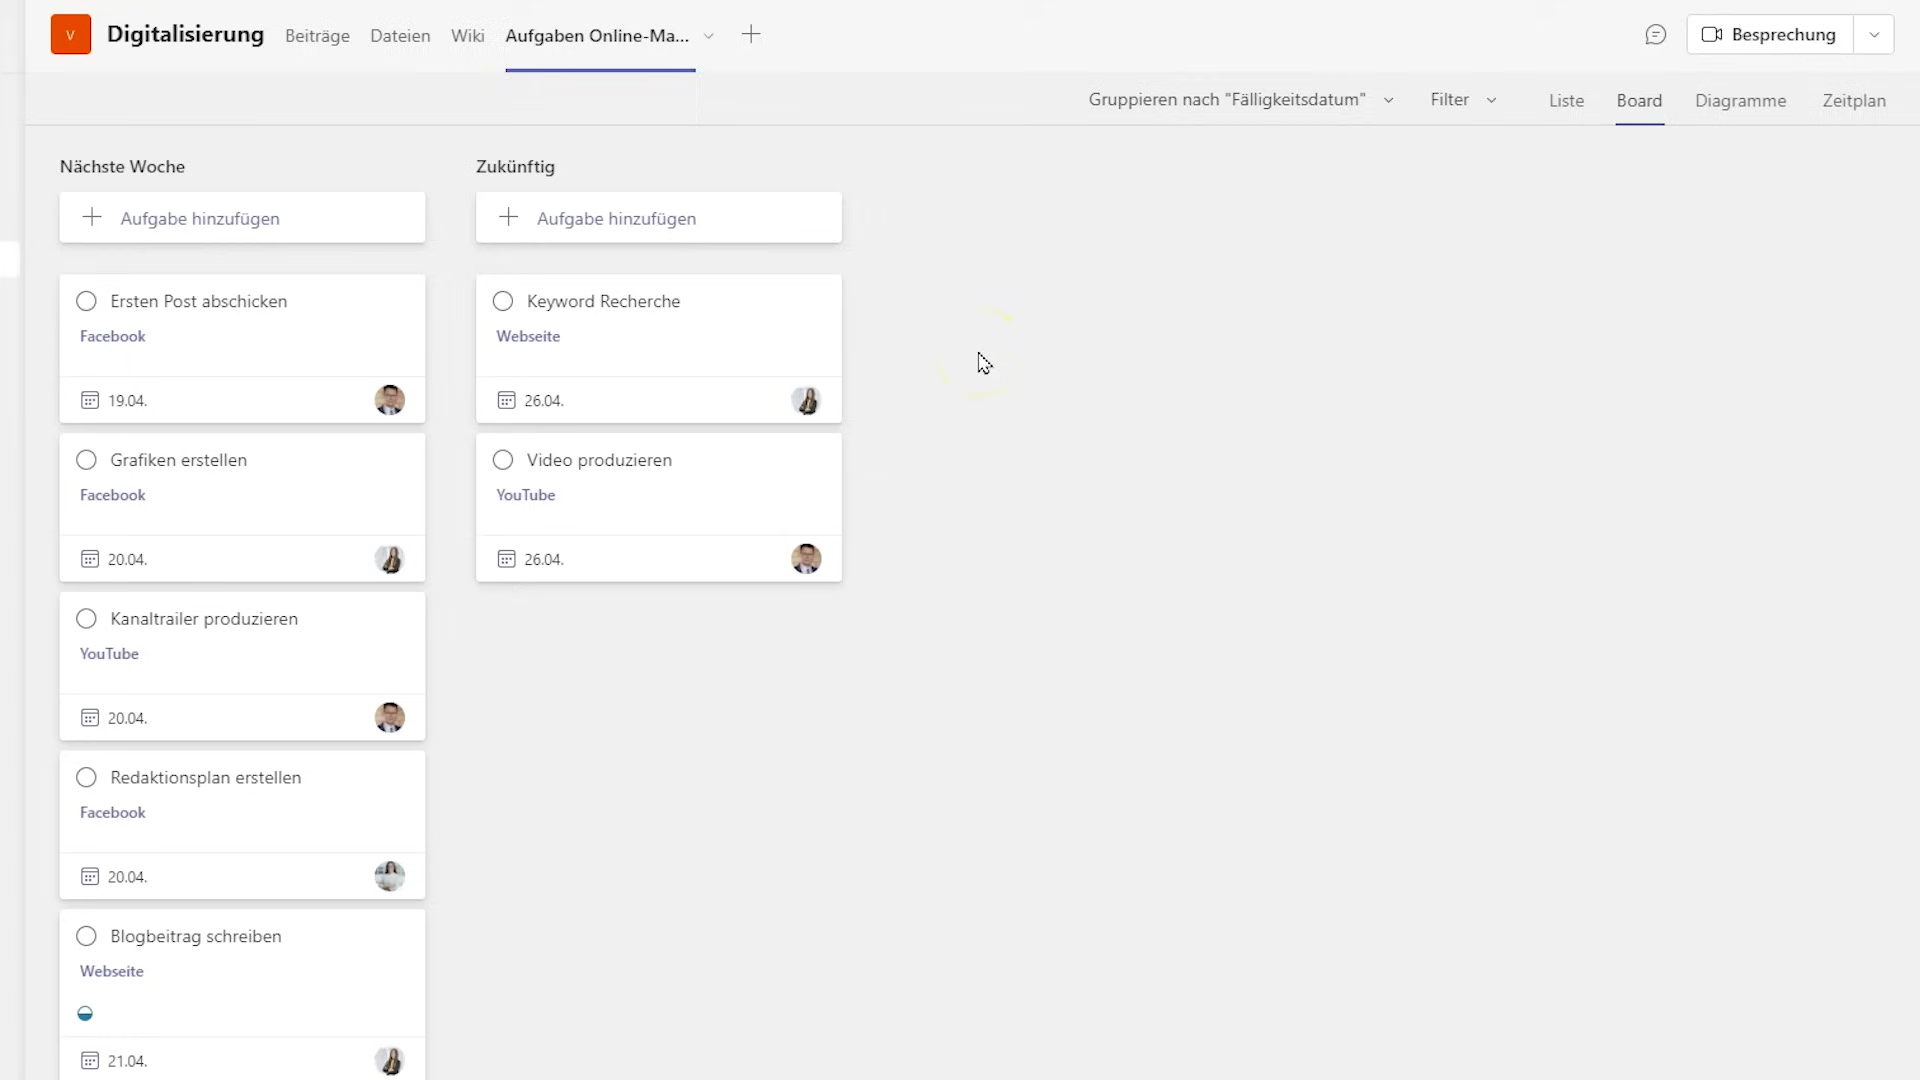 V
Digitalisierung
Beiträge
Dateien
Wiki
Aufgaben Online-Ma...
Besprechung
Gruppieren nach "Fälligkeitsdatum"
Filter
Liste
Board
Diagramme
Zeitplan
Nächste Woche
Aufgabe hinzufügen
Ersten Post abschicken
Facebook
19.04.
Grafiken erstellen
Facebook
20.04.
Kanaltrailer produzieren
YouTube
20.04.
Redaktionsplan erstellen
Facebook
20.04.
Blogbeitrag schreiben
Webseite
21.04.
Zukünftig
Aufgabe hinzufügen
Keyword Recherche
Webseite
26.04.
Video produzieren
YouTube
26.04.